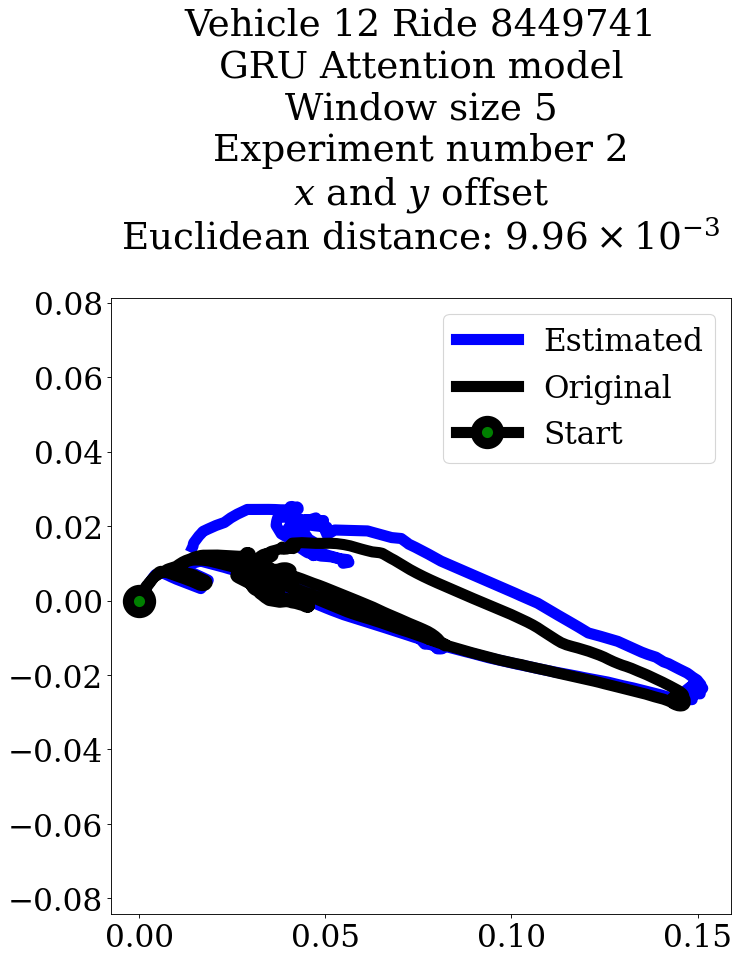 Vehicle 12 Ride 8449741
GRU Attention model
Window size 5
Experiment number 2
x and y offset
Euclidean distance: 9.96 × 10⁻³
Estimated
Original
Start
0.08
0.06
0.04
0.02
0.00
−0.02
−0.04
−0.06
−0.08
0.00 0.05 0.10 0.15